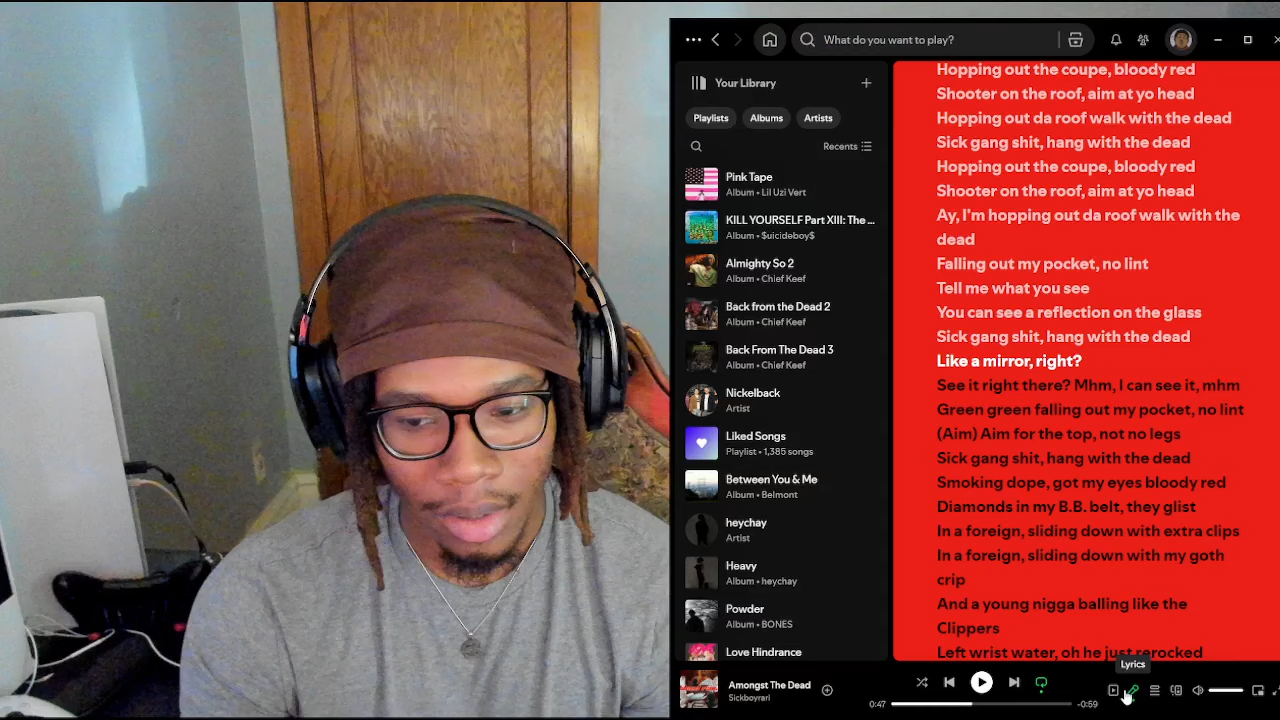 What do you want to play?
Your Library
Playlists
Albums
Artists
Recents
Pink Tape
Album • Lil Uzi Vert
KILL YOURSELF Part XIII: The ...
Album • $uicideboy$
Almighty So 2
Album • Chief Keef
Back from the Dead 2
Album • Chief Keef
Back From The Dead 3
Album • Chief Keef
Nickelback
Artist
Liked Songs
Playlist • 1,385 songs
Between You & Me
Album • Belmont
heychay
Artist
Heavy
Album • heychay
Powder
Album • BONES
Love Hindrance
Hopping out the coupe, bloody red
Shooter on the roof, aim at yo head
Hopping out da roof walk with the dead
Sick gang shit, hang with the dead
Hopping out the coupe, bloody red
Shooter on the roof, aim at yo head
Ay, I'm hopping out da roof walk with the
dead
Falling out my pocket, no lint
Tell me what you see
You can see a reflection on the glass
Sick gang shit, hang with the dead
Like a mirror, right?
See it right there? Mhm, I can see it, mhm
Green green falling out my pocket, no lint
(Aim) Aim for the top, not no legs
Sick gang shit, hang with the dead
Smoking dope, got my eyes bloody red
Diamonds in my B.B. belt, they glist
In a foreign, sliding down with extra clips
In a foreign, sliding down with my goth
crip
And a young nigga balling like the
Clippers
Left wrist water, oh he just rerocked
Lyrics
Amongst The Dead
Sickboyrari
0:47
-0:59